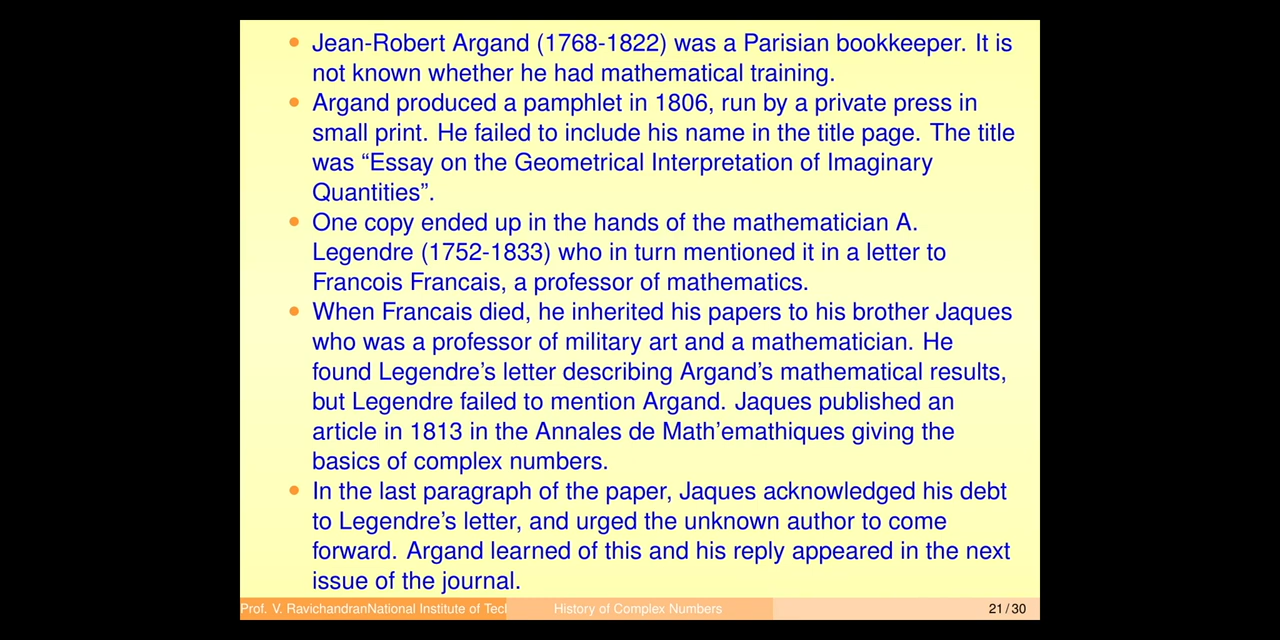 Jean-Robert Argand (1768-1822) was a Parisian bookkeeper. It is
not known whether he had mathematical training.
Argand produced a pamphlet in 1806, run by a private press in
small print. He failed to include his name in the title page. The title
was “Essay on the Geometrical Interpretation of Imaginary
Quantities”.
One copy ended up in the hands of the mathematician A.
Legendre (1752-1833) who in turn mentioned it in a letter to
Francois Francais, a professor of mathematics.
When Francais died, he inherited his papers to his brother Jaques
who was a professor of military art and a mathematician. He
found Legendre’s letter describing Argand’s mathematical results,
but Legendre failed to mention Argand. Jaques published an
article in 1813 in the Annales de Math’emathiques giving the
basics of complex numbers.
In the last paragraph of the paper, Jaques acknowledged his debt
to Legendre’s letter, and urged the unknown author to come
forward. Argand learned of this and his reply appeared in the next
issue of the journal.
Prof. V. RavichandranNational Institute of Tecl History of Complex Numbers 21 / 30